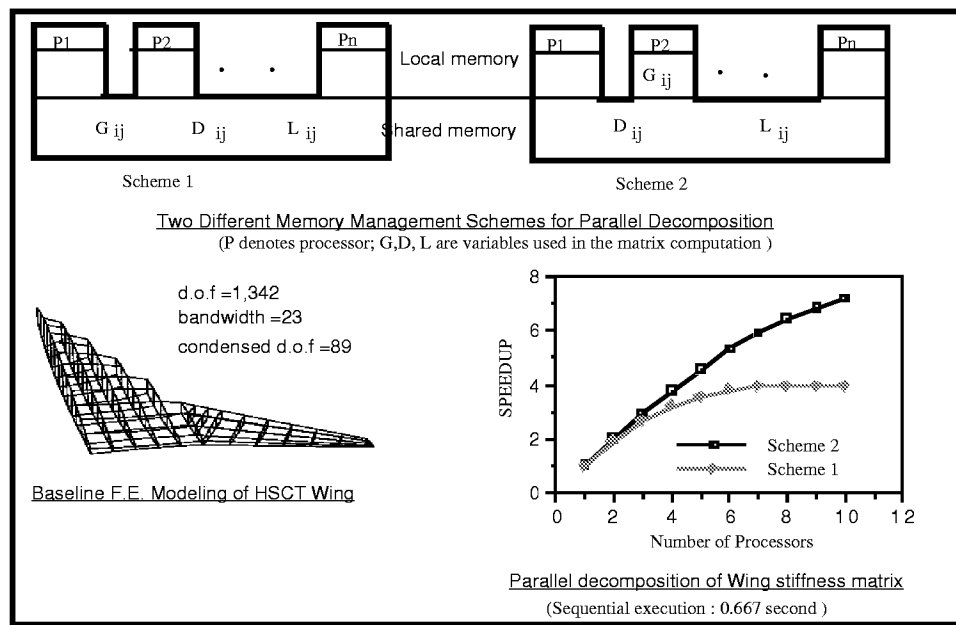 P1 P2 Pn
Local memory
P1 P2 Pn
G ij
G ij D ij L ij
Shared memory
D ij L ij
Scheme 1
Scheme 2
Two Different Memory Management Schemes for Parallel Decomposition
(P denotes processor; G,D, L are variables used in the matrix computation )
d.o.f =1,342
bandwidth =23
condensed d.o.f =89
Baseline F.E. Modeling of HSCT Wing
SPEEDUP
8
6
4
2
0
0 2 4 6 8 10 12
Scheme 2
Scheme 1
Number of Processors
Parallel decomposition of Wing stiffness matrix
(Sequential execution : 0.667 second )